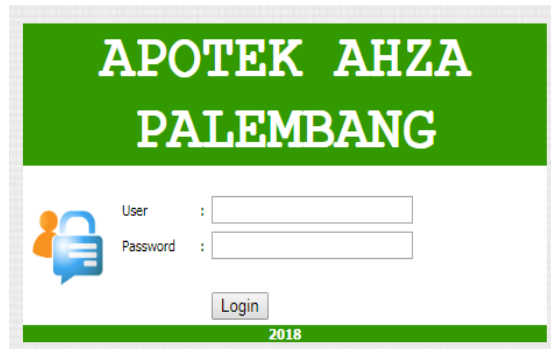 APOTEK AHZA
PALEMBANG
User :
Password :
Login
2018